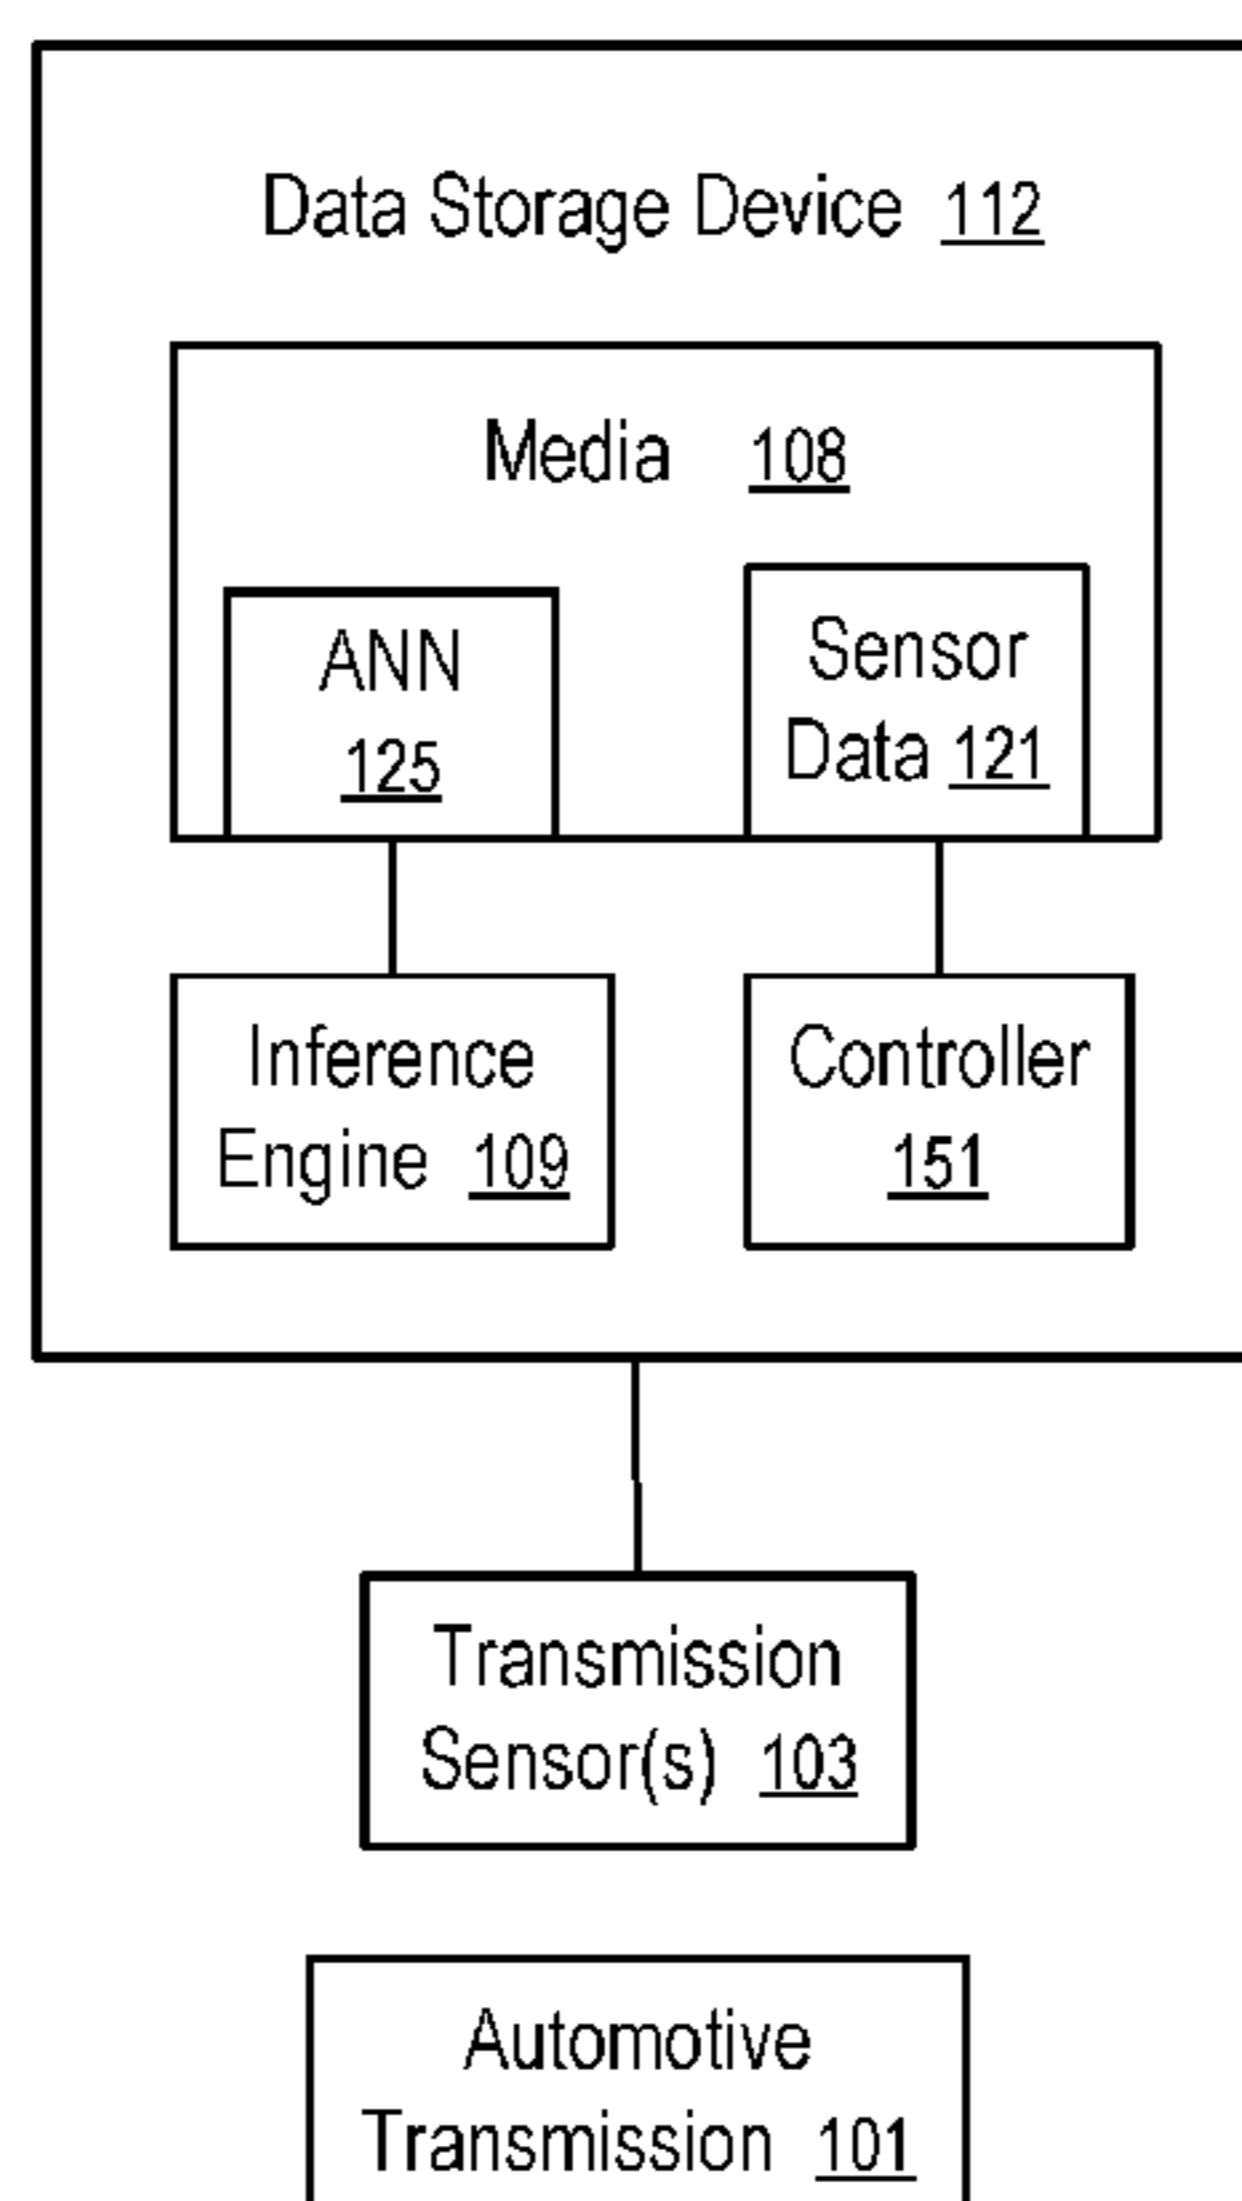 Data Storage Device 112
Media 108
ANN
125
Sensor
Data 121
Inference
Engine 109
Controller
151
Transmission
Sensor(s) 103
Automotive
Transmission 101